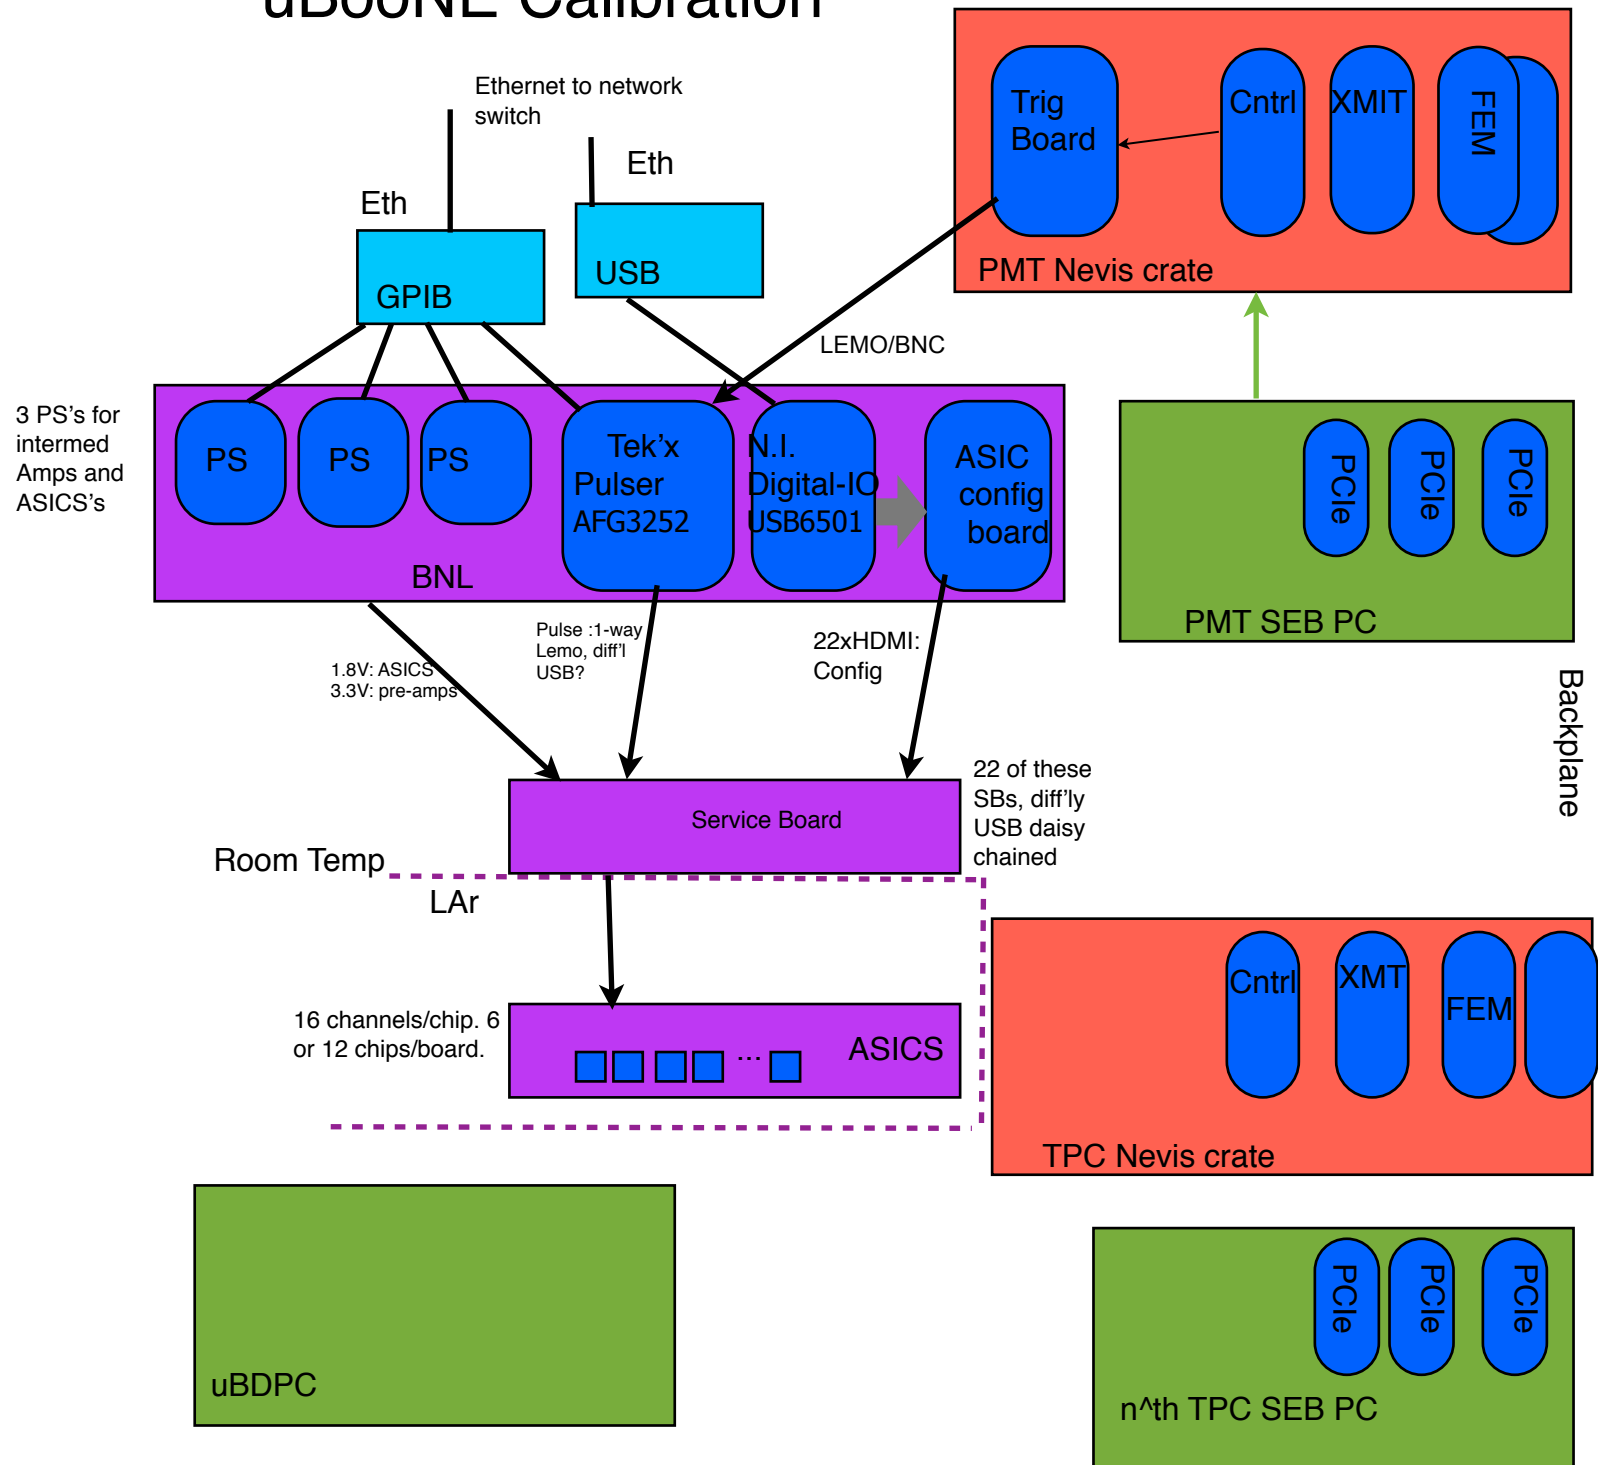 uBooNE Calibration
Ethernet to network
switch
Eth
Eth
GPIB
USB
Trig
Board
Cntrl
XMIT
FEM
PMT Nevis crate
LEMO/BNC
3 PS's for
intermed
Amps and
ASICS's
PS
PS
PS
Tek'x
Pulser
AFG3252
N.I.
Digital-IO
USB6501
ASIC
config
board
BNL
PCIe
PCIe
PCIe
PMT SEB PC
1.8V: ASICS
3.3V: pre-amps
Pulse :1-way
Lemo, diff'l
USB?
22xHDMI:
Config
Backplane
Service Board
22 of these
SBs, diff'ly
USB daisy
chained
Room Temp
LAr
16 channels/chip. 6
or 12 chips/board.
...
ASICS
Cntrl
XMT
FEM
TPC Nevis crate
uBDPC
PCIe
PCIe
PCIe
n^th TPC SEB PC